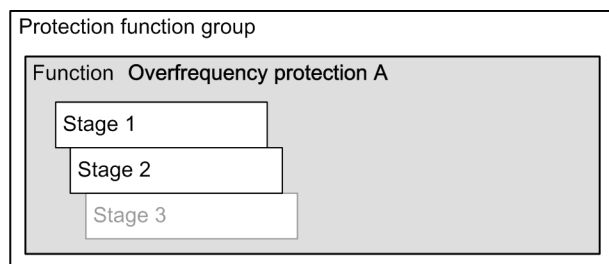 Protection function group
Function Overfrequency protection A
Stage 1
Stage 2
Stage 3